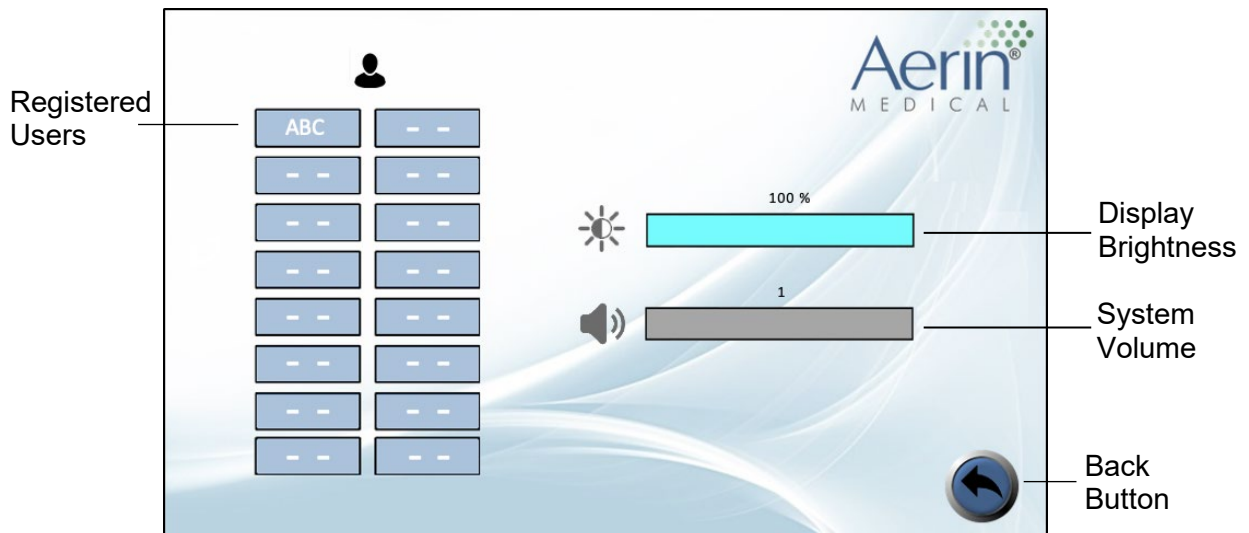 Registered
Users
ABC - -
- - - -
- - - -
- - - -
- - - -
- - - -
- - - -
- - - -
Aerin®
MEDICAL
100 %
Display
Brightness
1
System
Volume
Back
Button